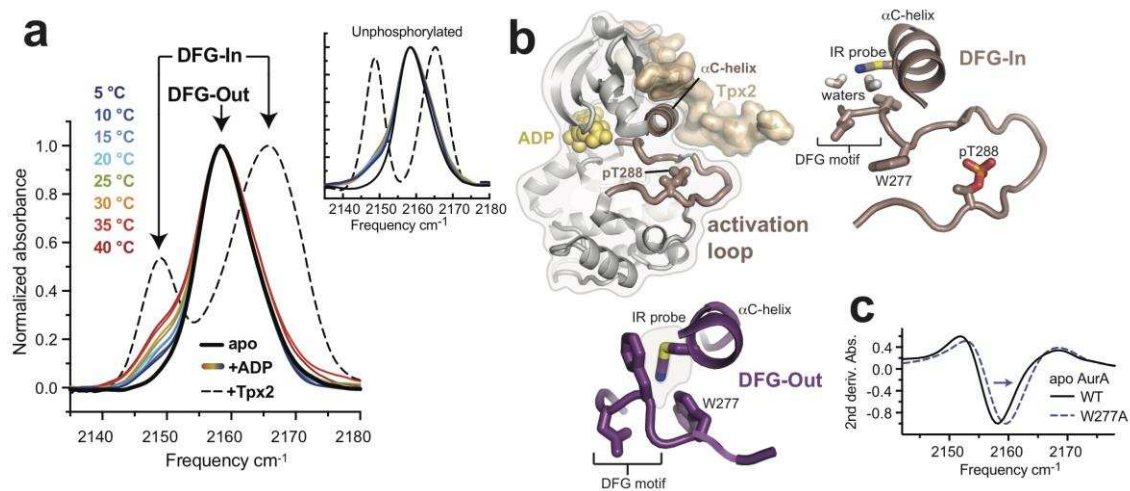 a
DFG-In
DFG-Out
5 °C
10 °C
15 °C
20 °C
25 °C
30 °C
35 °C
40 °C
Normalized absorbance
1.0
0.8
0.6
0.4
0.2
0.0
apo
+ADP
+Tpx2
2140 2150 2160 2170 2180
Frequency cm-1
Unphosphorylated
2140 2150 2160 2170 2180
Frequency cm-1
b
αC-helix
Tpx2
ADP
pT288
activation
loop
αC-helix
IR probe
DFG-In
waters
DFG motif
pT288
W277
IR probe
αC-helix
DFG-Out
W277
DFG motif
c
2nd deriv. Abs.
0.4
0.0
-0.4
-0.8
apo AurA
WT
W277A
2150 2160 2170
Frequency cm-1